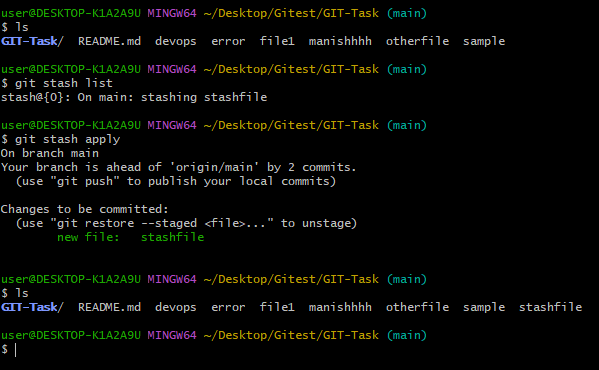 user@DESKTOP-K1A2A9U MINGW64 ~/Desktop/Gitest/GIT-Task (main)
$ ls
GIT-Task/  README.md  devops  error  file1  manishhhh  otherfile  sample

user@DESKTOP-K1A2A9U MINGW64 ~/Desktop/Gitest/GIT-Task (main)
$ git stash list
stash@{0}: On main: stashing stashfile

user@DESKTOP-K1A2A9U MINGW64 ~/Desktop/Gitest/GIT-Task (main)
$ git stash apply
On branch main
Your branch is ahead of 'origin/main' by 2 commits.
  (use "git push" to publish your local commits)

Changes to be committed:
  (use "git restore --staged <file>..." to unstage)
        new file:   stashfile


user@DESKTOP-K1A2A9U MINGW64 ~/Desktop/Gitest/GIT-Task (main)
$ ls
GIT-Task/  README.md  devops  error  file1  manishhhh  otherfile  sample  stashfile

user@DESKTOP-K1A2A9U MINGW64 ~/Desktop/Gitest/GIT-Task (main)
$